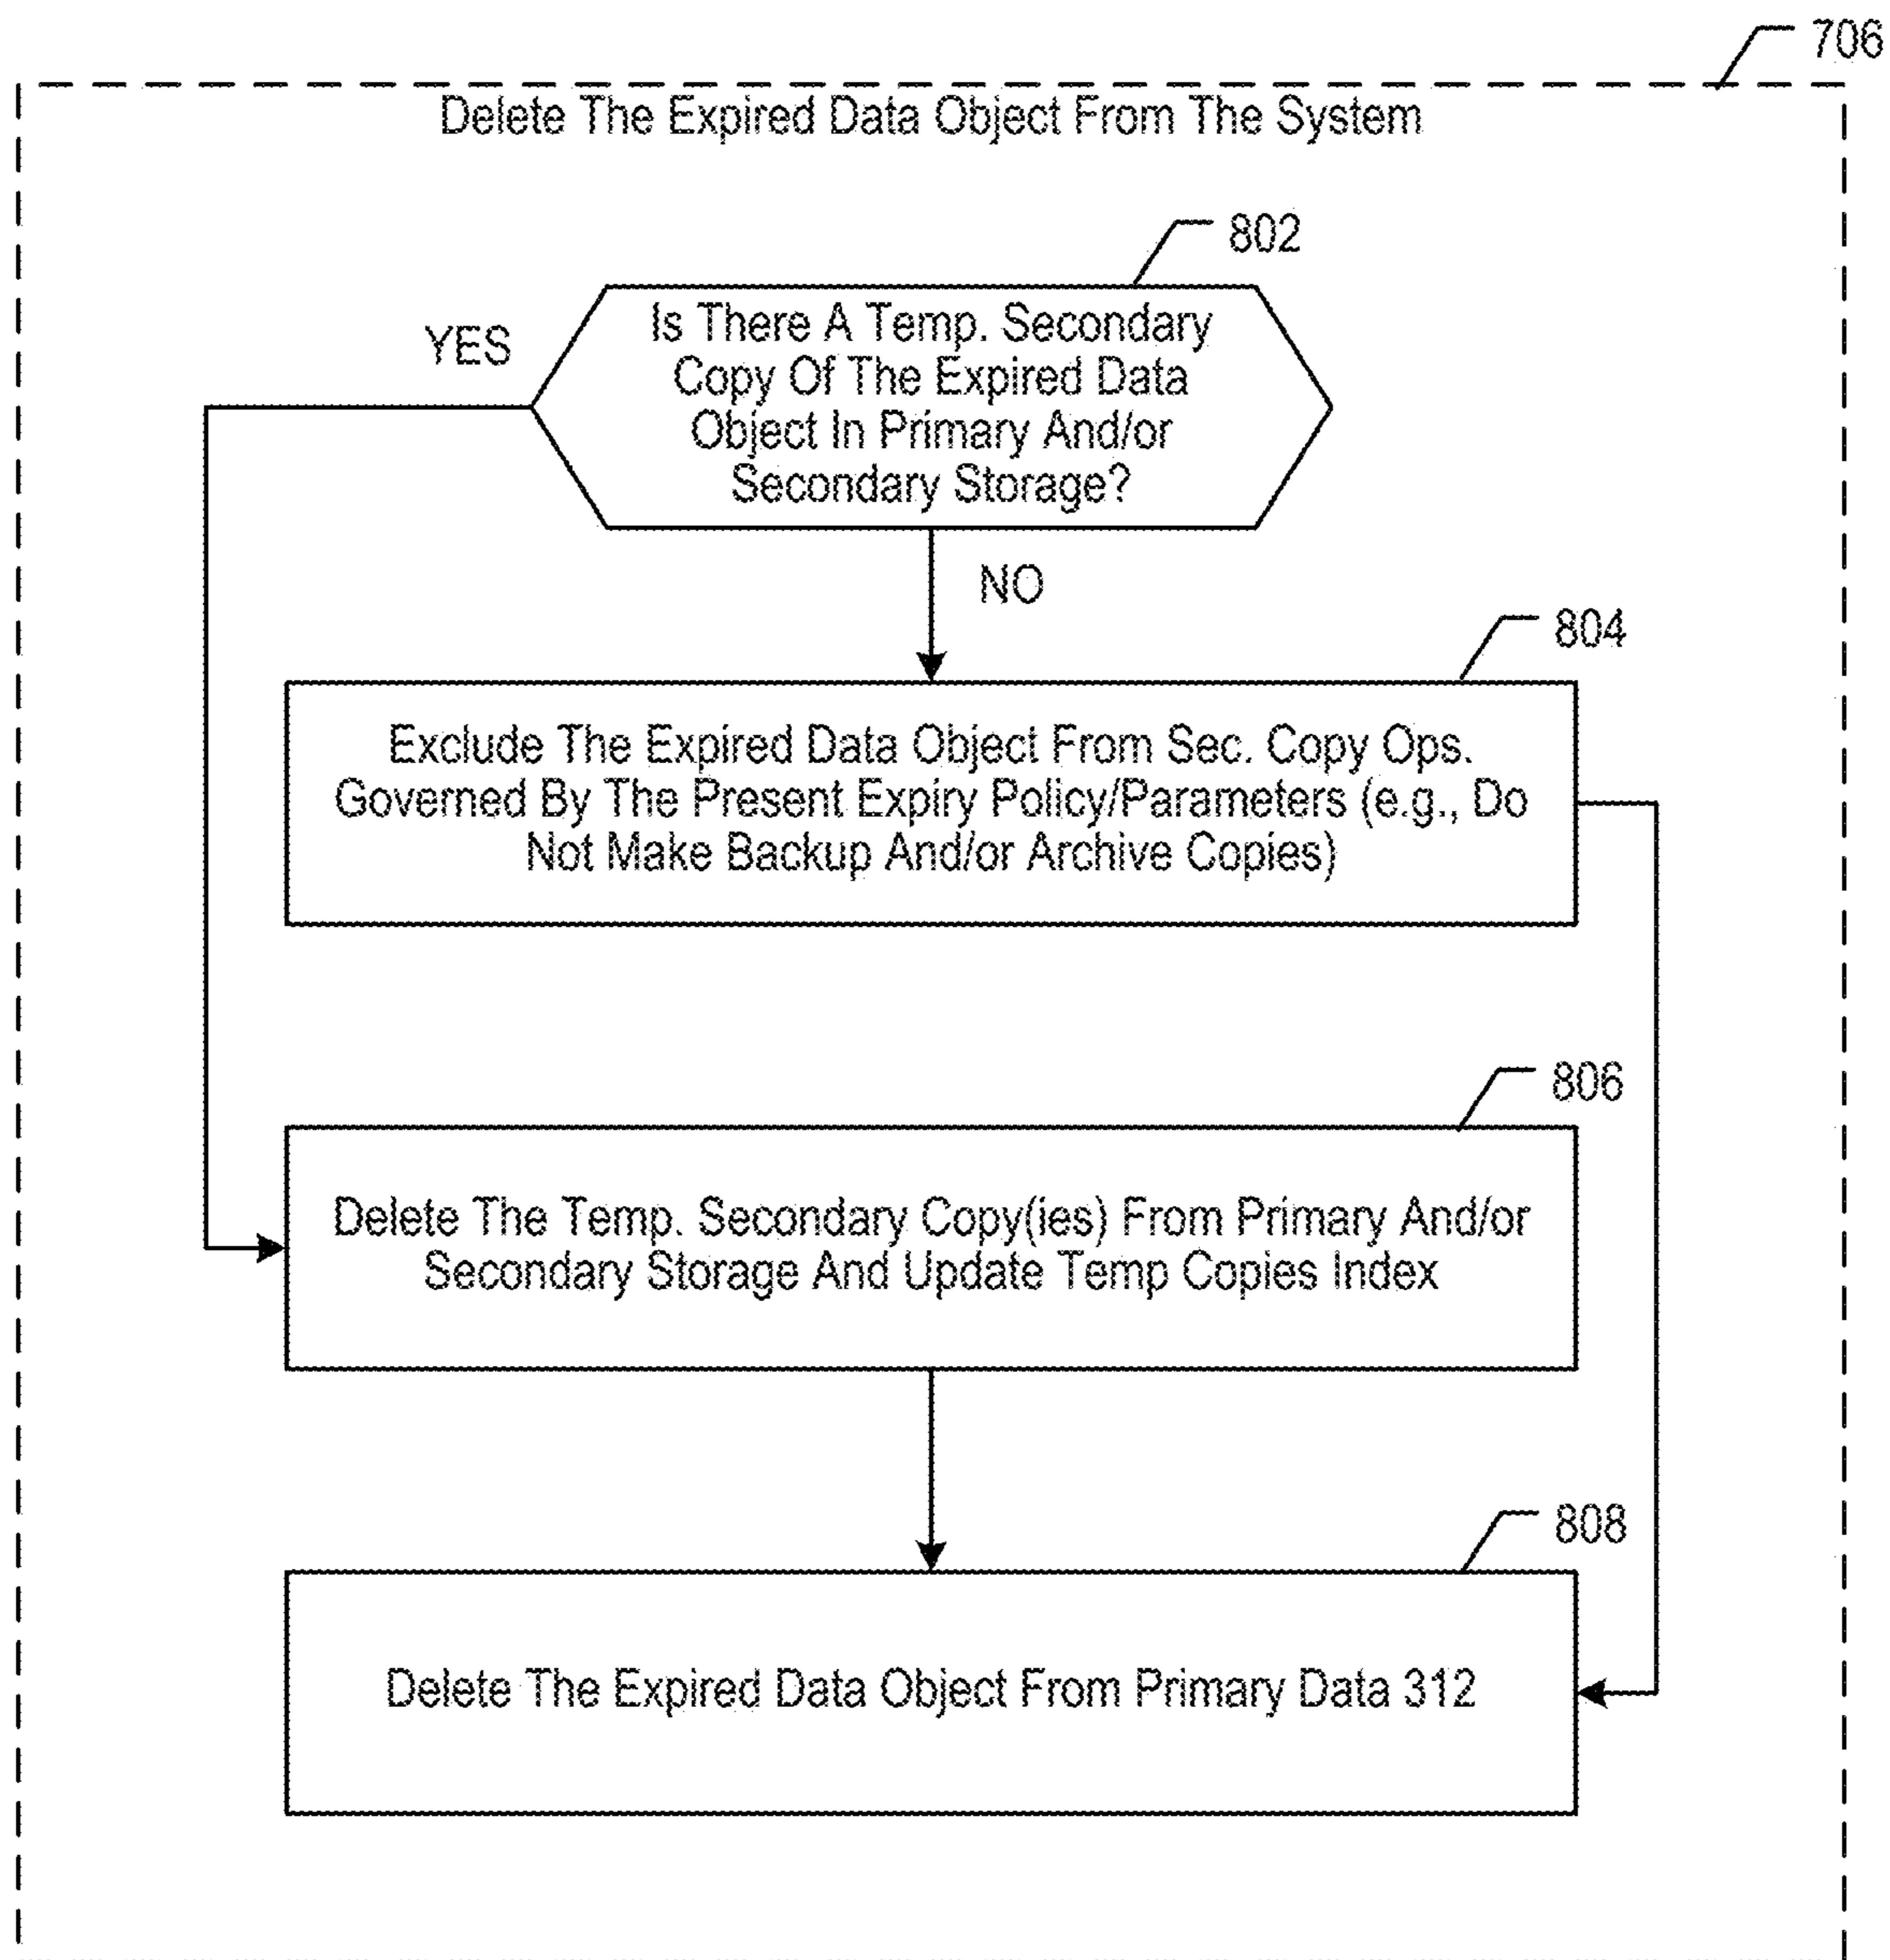 706
Delete The Expired Data Object From The System
802
YES
Is There A Temp. Secondary
Copy Of The Expired Data
Object In Primary And/or
Secondary Storage?
NO
804
Exclude The Expired Data Object From Sec. Copy Ops.
Governed By The Present Expiry Policy/Parameters (e.g., Do
Not Make Backup And/or Archive Copies)
806
Delete The Temp. Secondary Copy(ies) From Primary And/or
Secondary Storage And Update Temp Copies Index
808
Delete The Expired Data Object From Primary Data 312